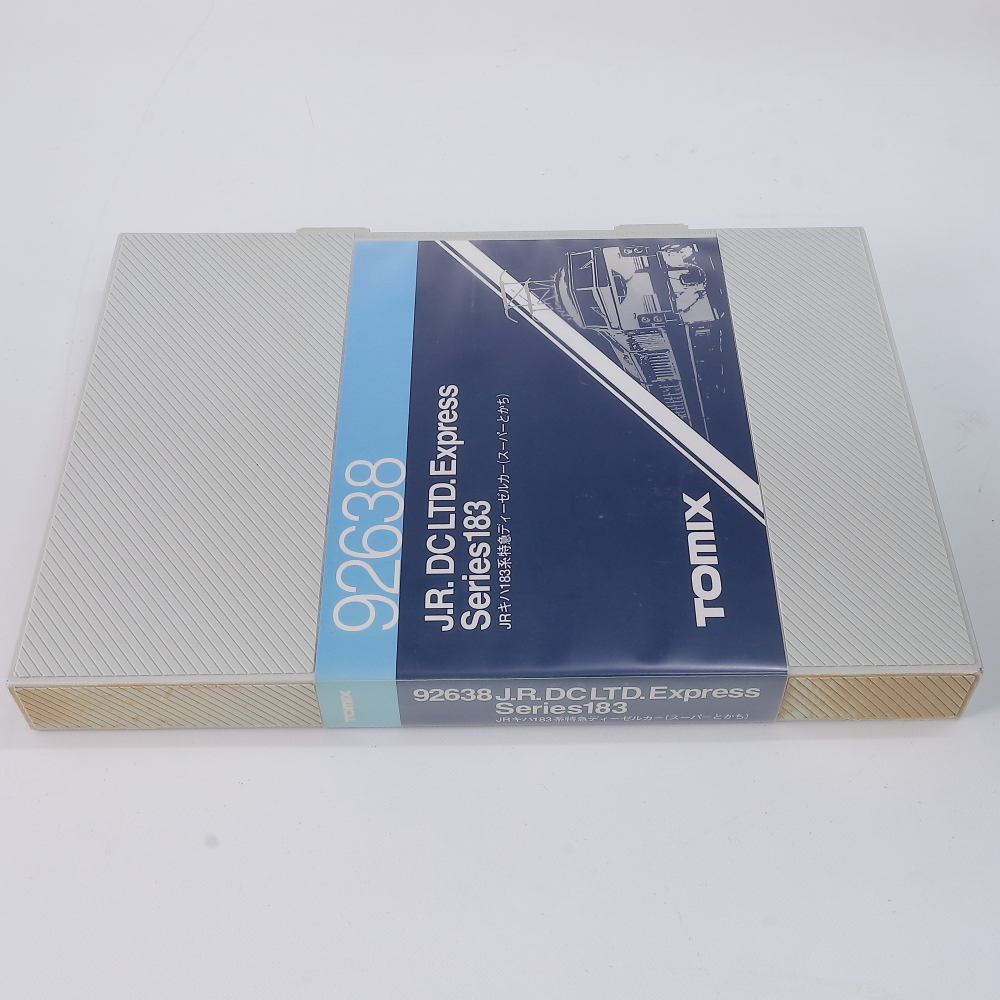 92638
J.R. DC LTD. Express
Series183
JRキハ183系特急ディーゼルカー(スーパーとかち)
TOMIX
TOMIX
92638 J.R. DC LTD. Express
Series183
JRキハ183系特急ディーゼルカー(スーパーとかち)